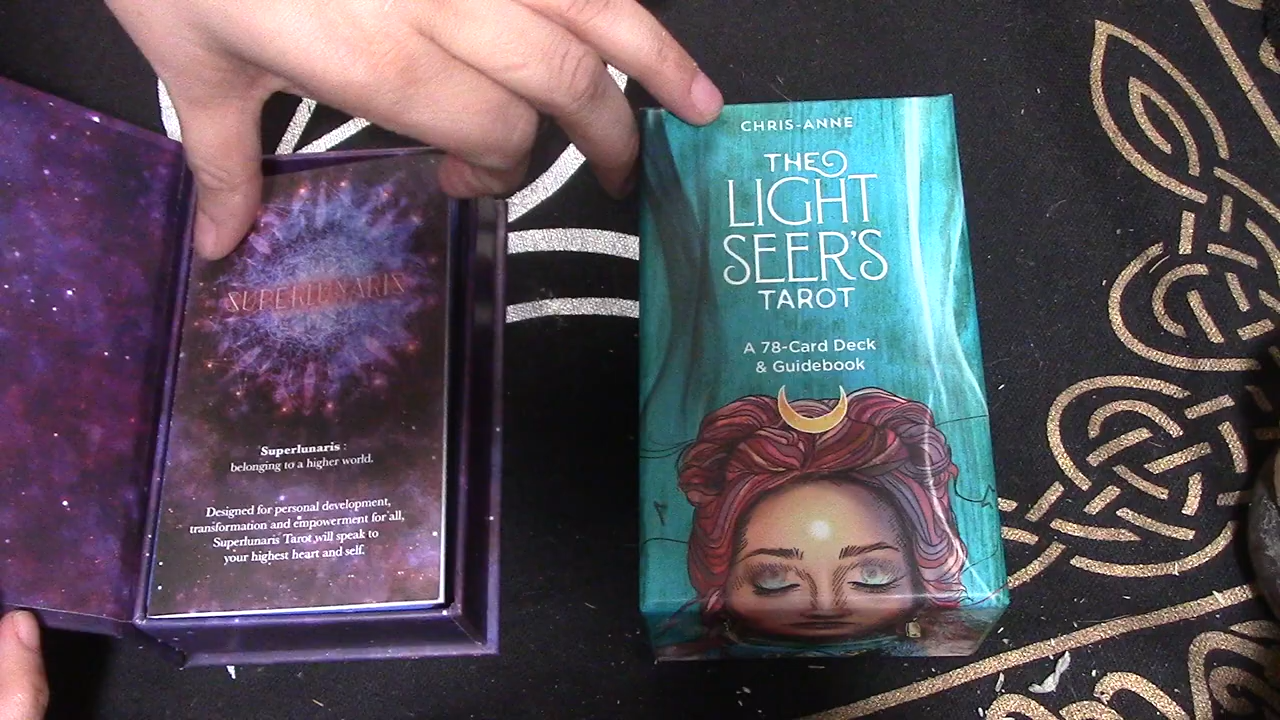 SUPERLUNARIS
Superlunaris :
belonging to a higher world.
Designed for personal development,
transformation and empowerment for all,
Superlunaris Tarot will speak to
your highest heart and self.
CHRIS-ANNE
THE
LIGHT
SEER'S
TAROT
A 78-Card Deck
& Guidebook